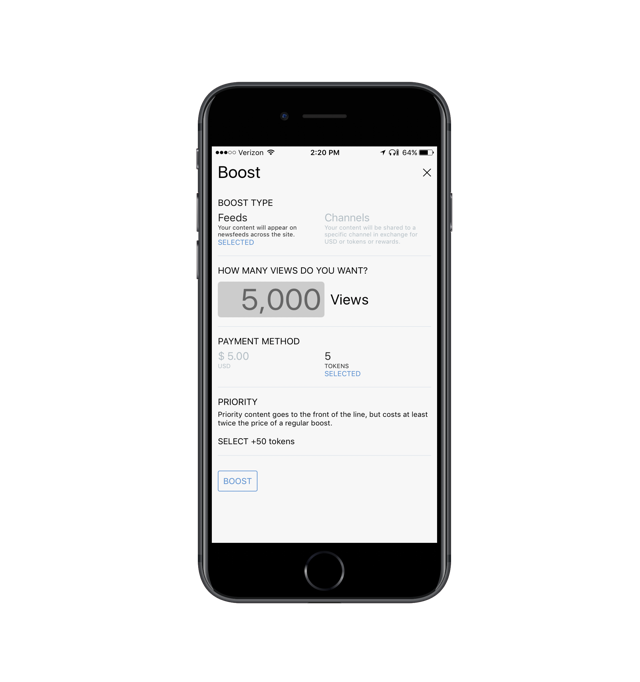 Verizon 2:20 PM 64%
Boost
BOOST TYPE
Feeds
Your content will appear on
newsfeeds across the site.
SELECTED
Channels
Your content will be shared to a
specific channel in exchange for
USD or tokens or rewards.
HOW MANY VIEWS DO YOU WANT?
5,000 Views
PAYMENT METHOD
$ 5.00
USD
5
TOKENS
SELECTED
PRIORITY
Priority content goes to the front of the line, but costs at least
twice the price of a regular boost.
SELECT +50 tokens
BOOST